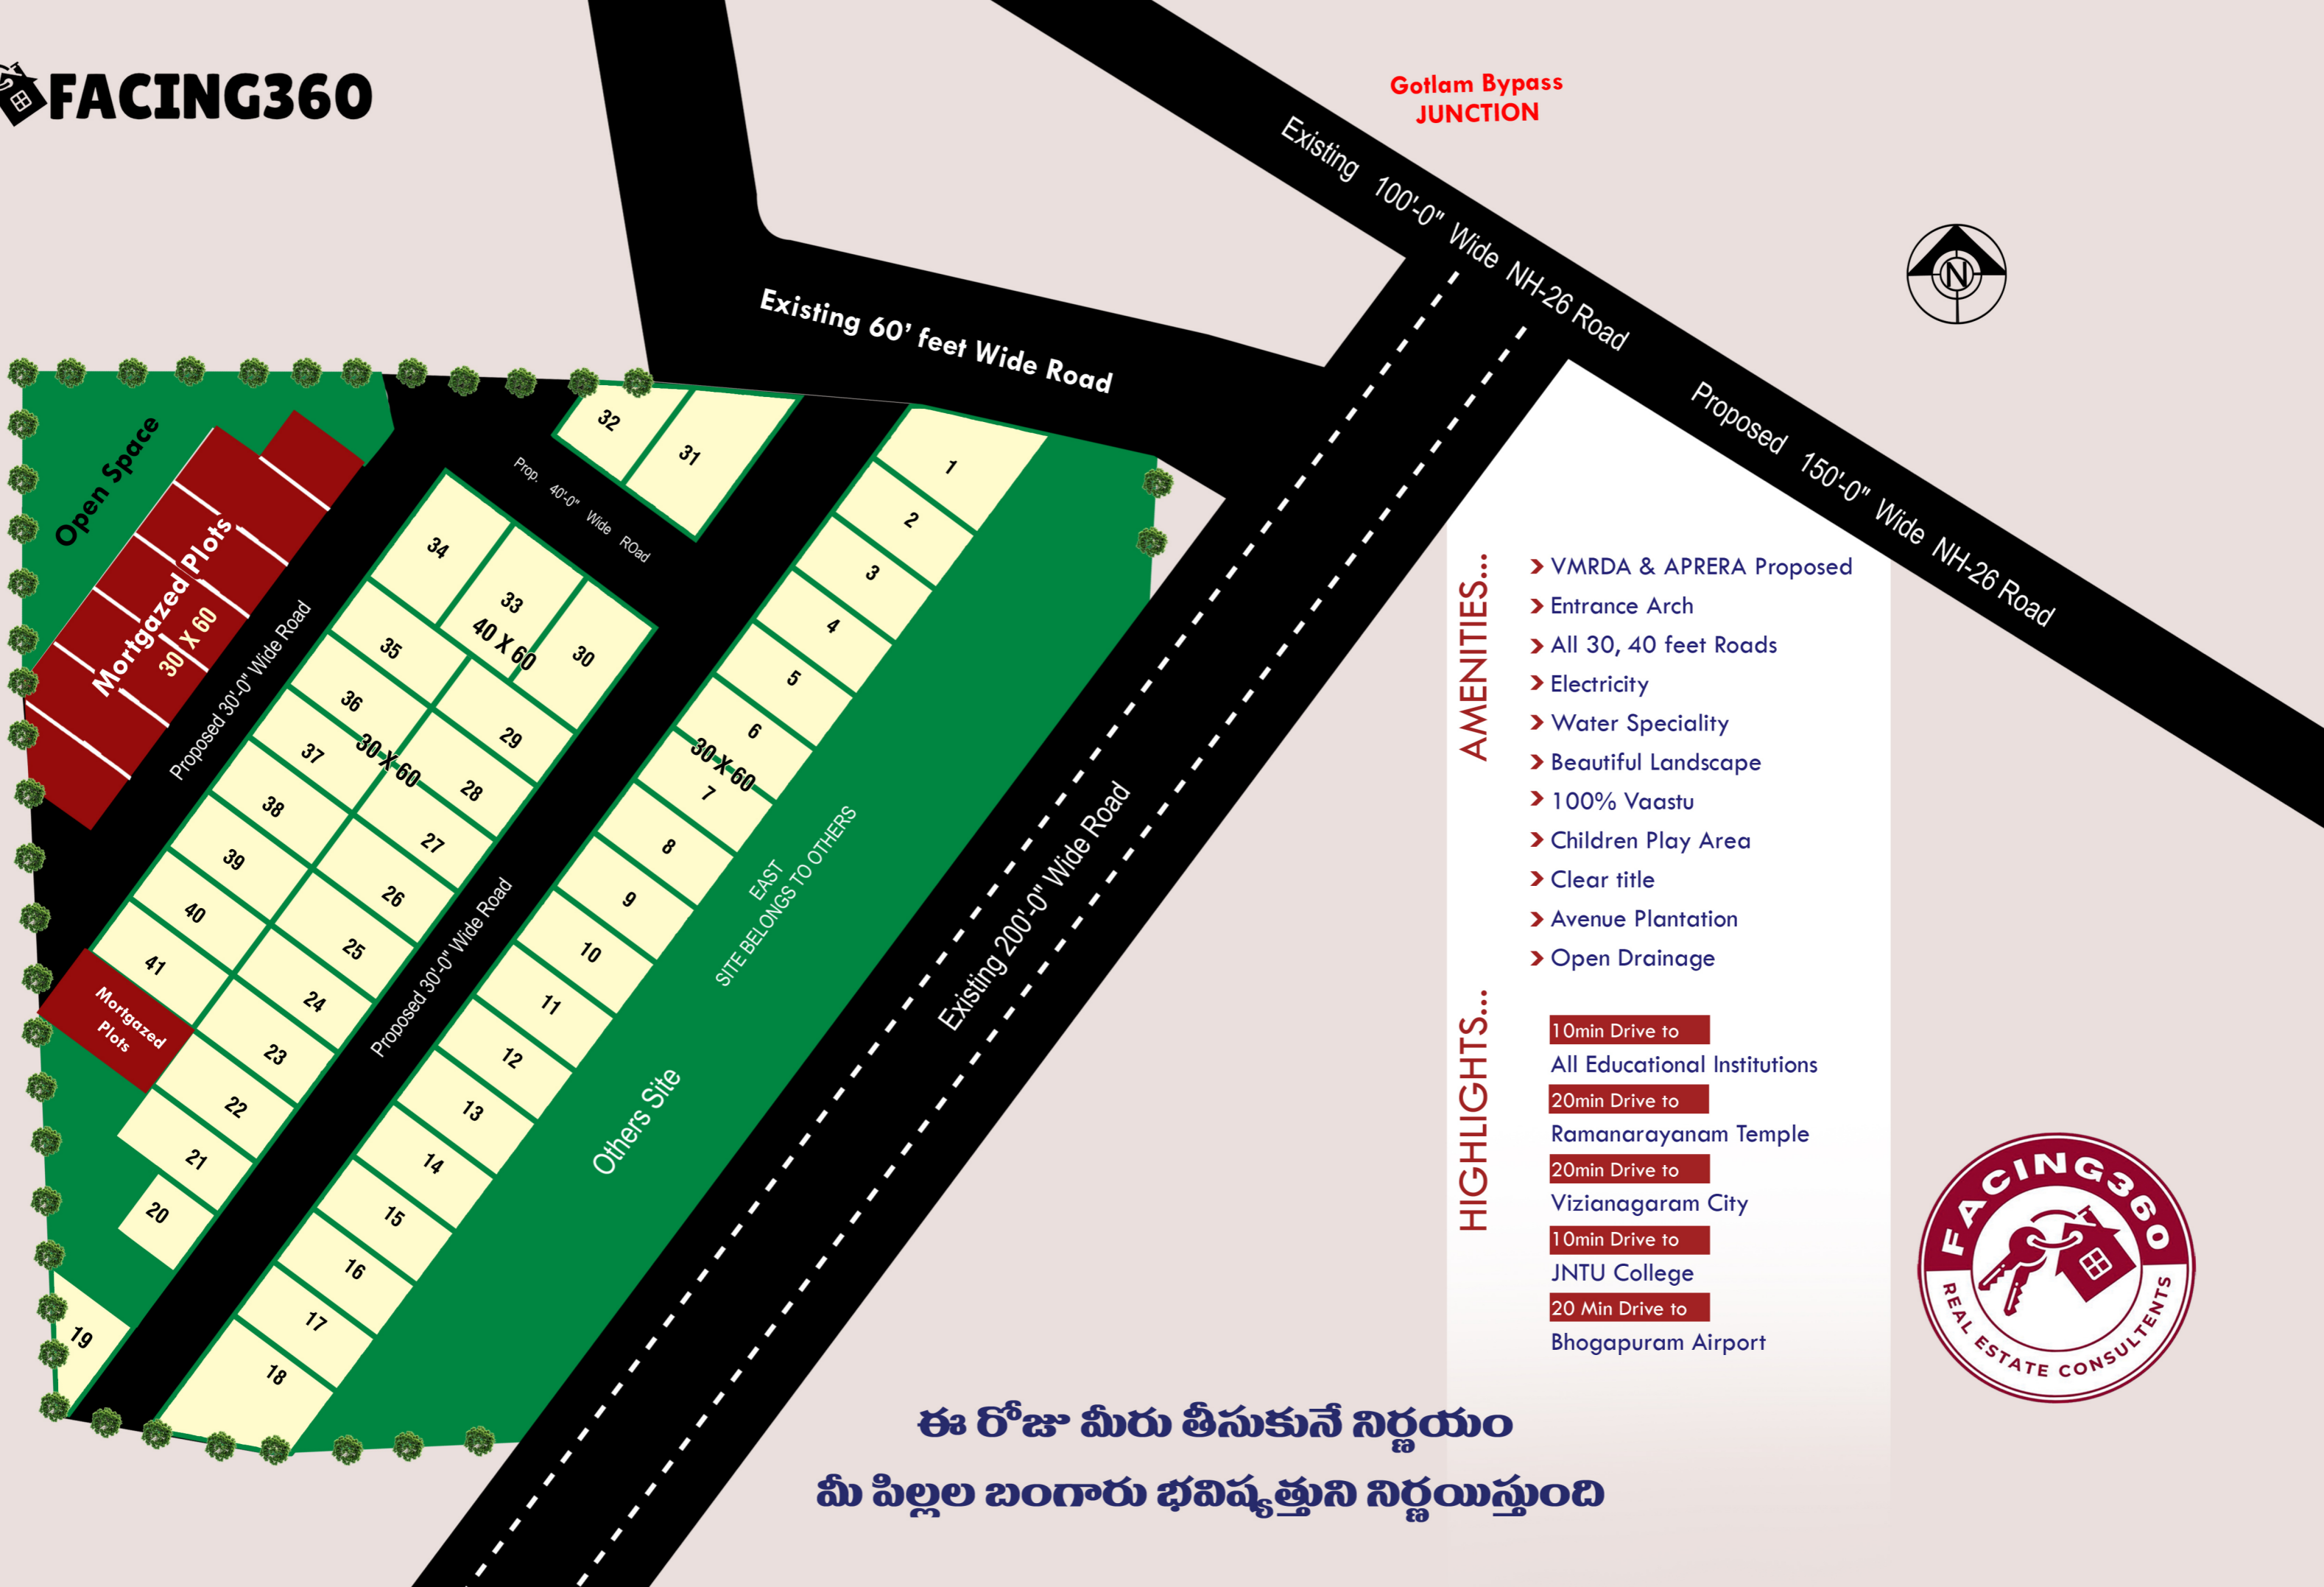 FACING360
Gotlam Bypass
JUNCTION
Existing 100'-0" Wide NH-26 Road
Proposed 150'-0" Wide NH-26 Road
N
Existing 60' feet Wide Road
Open Space
Mortgazed Plots
30 X 60
Proposed 30'-0" Wide Road
Prop. 40'-0" Wide ROad
32
31
34
33
40 X 60
30
35
36
30 X 60
37
38
39
40
41
29
28
27
26
25
24
23
22
21
20
19
Mortgazed
Plots
Proposed 30'-0" Wide Road
1
2
3
4
5
6
30 X 60
7
8
9
10
11
12
13
14
15
16
17
18
EAST
SITE BELONGS TO OTHERS
Others Site
Existing 200'-0" Wide Road
AMENITIES...
VMRDA & APRERA Proposed
Entrance Arch
All 30, 40 feet Roads
Electricity
Water Speciality
Beautiful Landscape
100% Vaastu
Children Play Area
Clear title
Avenue Plantation
Open Drainage
HIGHLIGHTS...
10min Drive to
All Educational Institutions
20min Drive to
Ramanarayanam Temple
20min Drive to
Vizianagaram City
10min Drive to
JNTU College
20 Min Drive to
Bhogapuram Airport
FACING360
REAL ESTATE CONSULTENTS
ఈ రోజు మీరు తీసుకునే నిర్ణయం
మీ పిల్లల బంగారు భవిష్యత్తుని నిర్ణయిస్తుంది